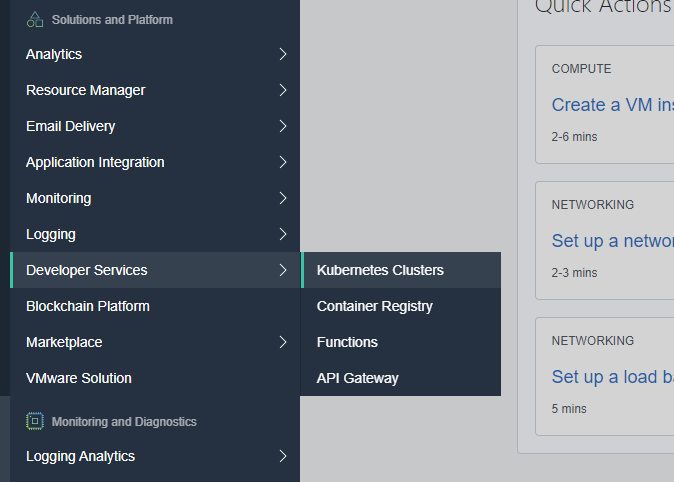 Solutions and Platform
Analytics
Resource Manager
Email Delivery
Application Integration
Monitoring
Logging
Developer Services
Blockchain Platform
Marketplace
VMware Solution
Monitoring and Diagnostics
Logging Analytics
Kubernetes Clusters
Container Registry
Functions
API Gateway
Quick Actions
COMPUTE
Create a VM ins
2-6 mins
NETWORKING
Set up a networ
2-3 mins
NETWORKING
Set up a load ba
5 mins